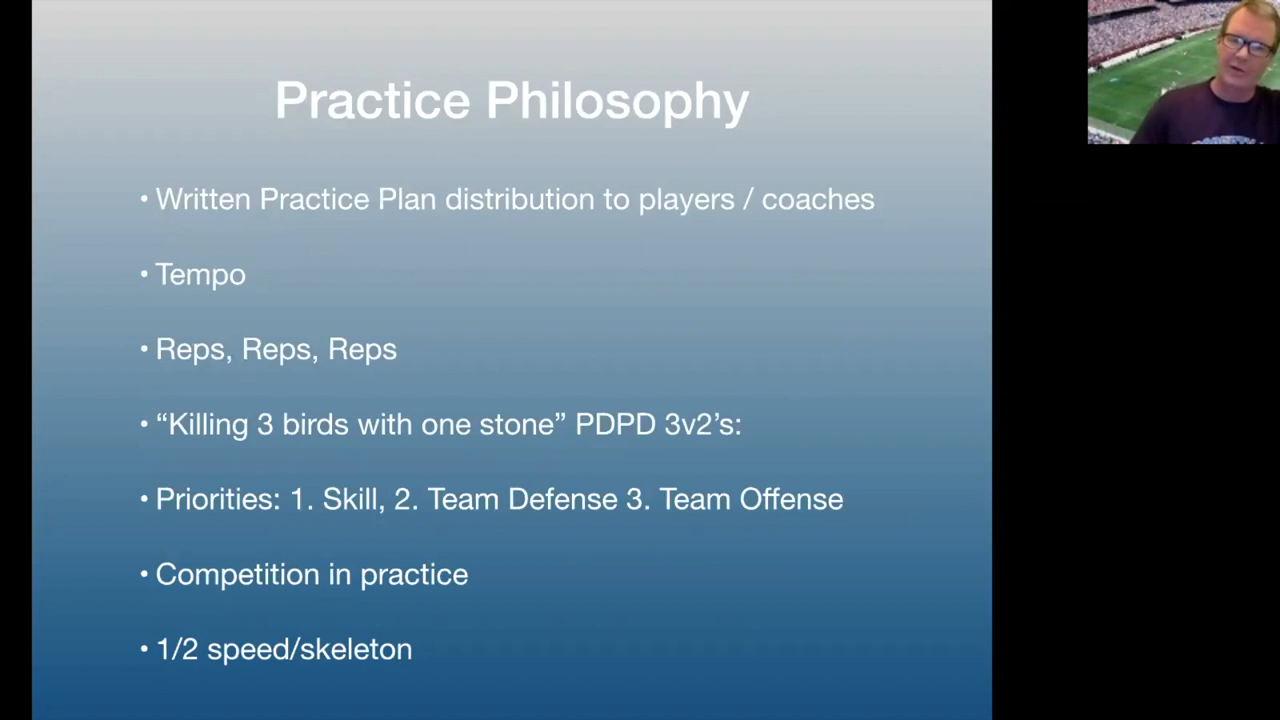 Practice Philosophy
• Written Practice Plan distribution to players / coaches
• Tempo
• Reps, Reps, Reps
• “Killing 3 birds with one stone” PDPD 3v2’s:
• Priorities: 1. Skill, 2. Team Defense 3. Team Offense
• Competition in practice
• 1/2 speed/skeleton